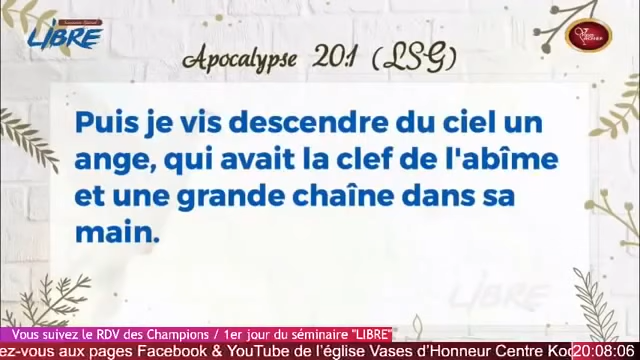 LIBRE
Apocalypse 20:1 (LSG)
Puis je vis descendre du ciel un
ange, qui avait la clef de l'abîme
et une grande chaîne dans sa
main.
LIBRE
Vous suivez le RDV des Champions / 1er jour du séminaire "LIBRE"
ez-vous aux pages Facebook & YouTube de l'église Vases d'Honneur Centre Koc
20:08:06